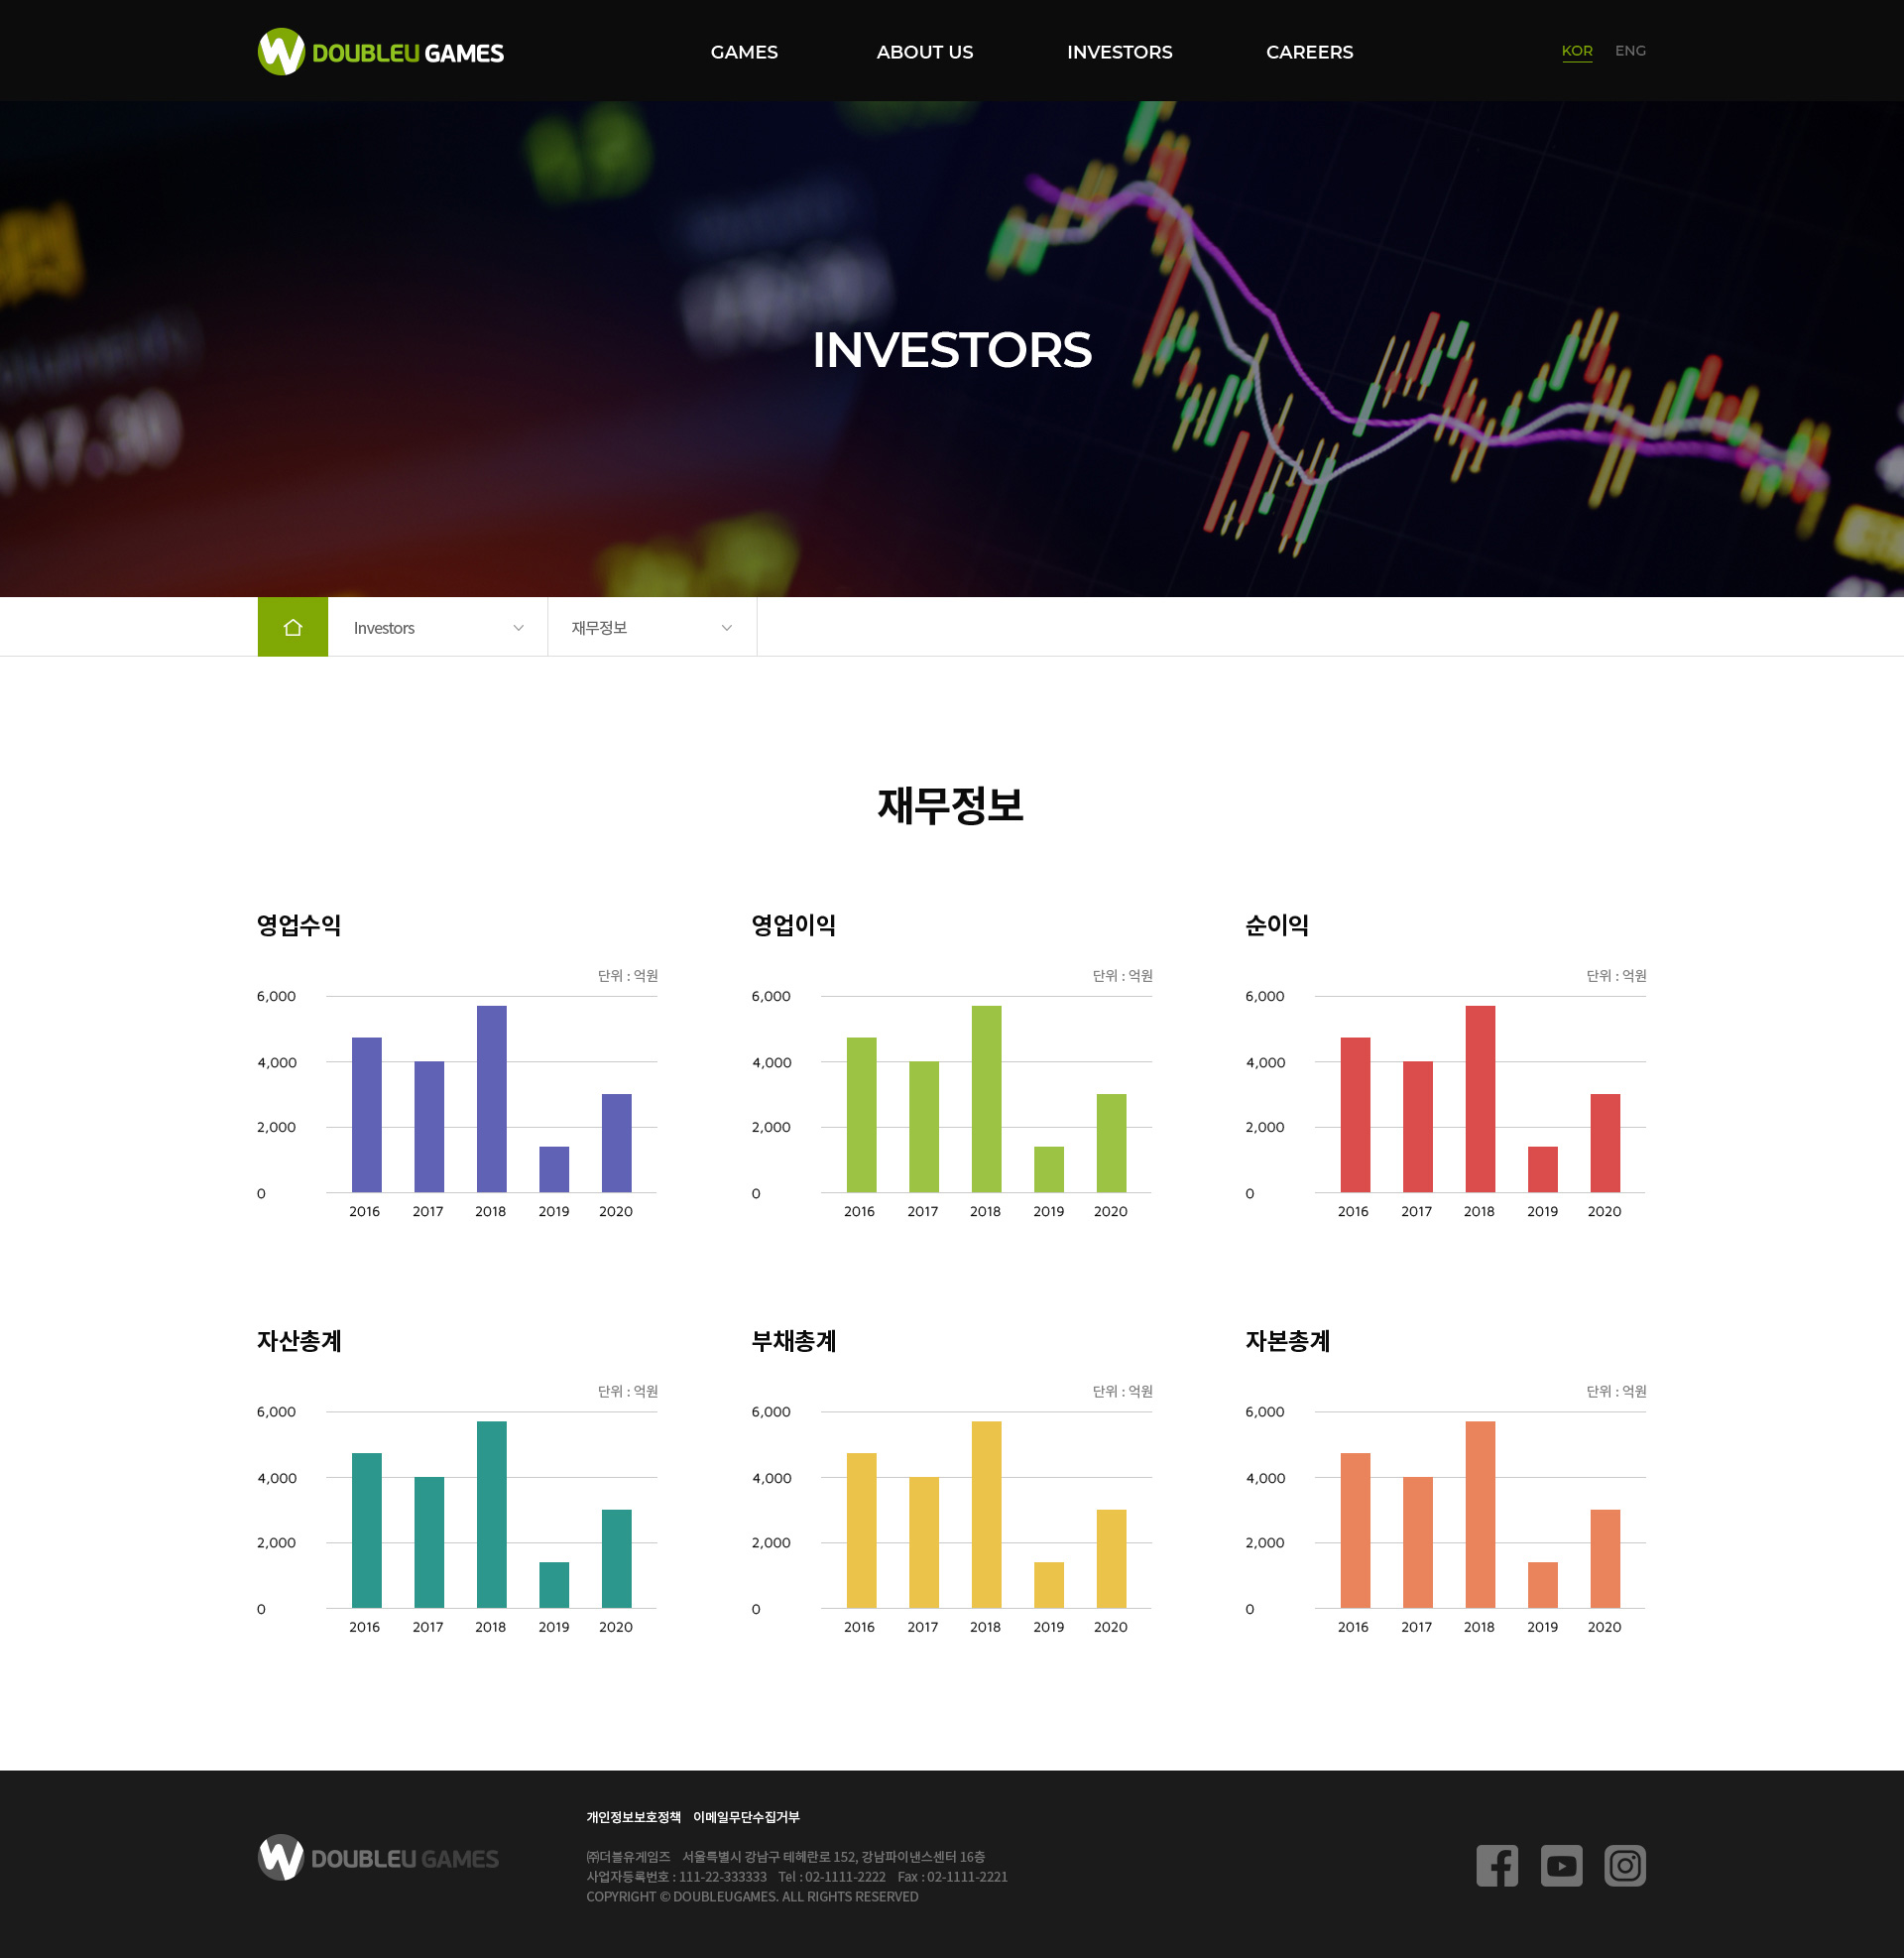 DOUBLEU GAMES
GAMES ABOUT US INVESTORS CAREERS
KOR ENG
17.30
INVESTORS
Investors 재무정보
재무정보
영업수익
단위 : 억원
6,000
4,000
2,000
0
2016 2017 2018 2019 2020
영업이익
단위 : 억원
6,000
4,000
2,000
0
2016 2017 2018 2019 2020
순이익
단위 : 억원
6,000
4,000
2,000
0
2016 2017 2018 2019 2020
자산총계
단위 : 억원
6,000
4,000
2,000
0
2016 2017 2018 2019 2020
부채총계
단위 : 억원
6,000
4,000
2,000
0
2016 2017 2018 2019 2020
자본총계
단위 : 억원
6,000
4,000
2,000
0
2016 2017 2018 2019 2020
DOUBLEU GAMES
개인정보보호정책 이메일무단수집거부
㈜더블유게임즈 서울특별시 강남구 테헤란로 152, 강남파이낸스센터 16층
사업자등록번호 : 111-22-333333 Tel : 02-1111-2222 Fax : 02-1111-2221
COPYRIGHT © DOUBLEUGAMES. ALL RIGHTS RESERVED